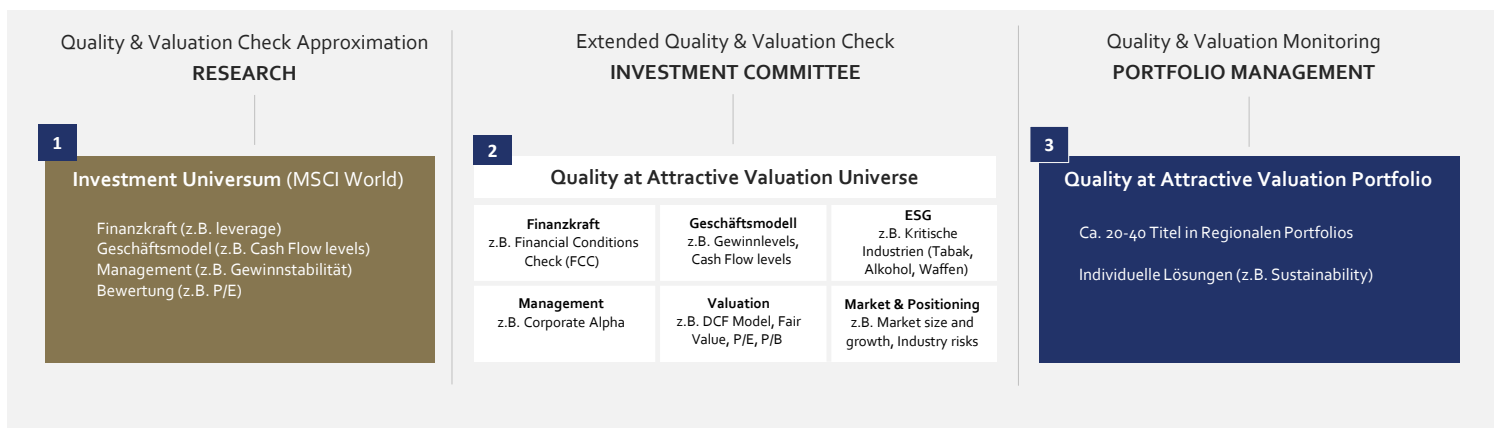 Quality & Valuation Check Approximation
RESEARCH
1
Investment Universum (MSCI World)
Finanzkraft (z.B. leverage)
Geschäftsmodel (z.B. Cash Flow levels)
Management (z.B. Gewinnstabilität)
Bewertung (z.B. P/E)
Extended Quality & Valuation Check
INVESTMENT COMMITTEE
2
Quality at Attractive Valuation Universe
Finanzkraft
z.B. Financial Conditions
Check (FCC)
Geschäftsmodell
z.B. Gewinnlevels,
Cash Flow levels
ESG
z.B. Kritische
Industrien (Tabak,
Alkohol, Waffen)
Management
z.B. Corporate Alpha
Valuation
z.B. DCF Model, Fair
Value, P/E, P/B
Market & Positioning
z.B. Market size and
growth, Industry risks
Quality & Valuation Monitoring
PORTFOLIO MANAGEMENT
3
Quality at Attractive Valuation Portfolio
Ca. 20-40 Titel in Regionalen Portfolios
Individuelle Lösungen (z.B. Sustainability)